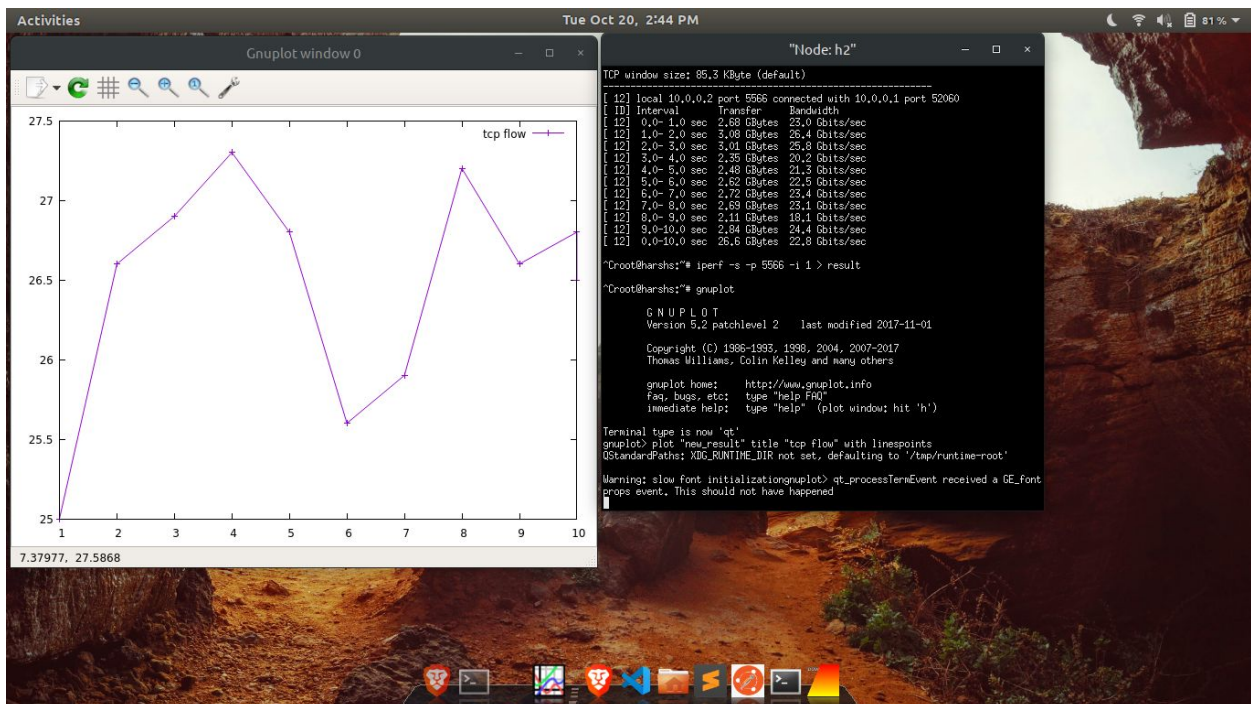 Activities
Tue Oct 20, 2:44 PM
81 %
Gnuplot window 0
27.5
27
26.5
26
25.5
25
tcp flow
1 2 3 4 5 6 7 8 9 10
7.37977, 27.5868
"Node: h2"
TCP window size: 85.3 KByte (default)
------------------------------------------------------------
[ 12] local 10.0.0.2 port 5566 connected with 10.0.0.1 port 52060
[ ID] Interval       Transfer     Bandwidth
[ 12]  0.0- 1.0 sec  2.68 GBytes  23.0 Gbits/sec
[ 12]  1.0- 2.0 sec  3.08 GBytes  26.4 Gbits/sec
[ 12]  2.0- 3.0 sec  3.01 GBytes  25.8 Gbits/sec
[ 12]  3.0- 4.0 sec  2.35 GBytes  20.2 Gbits/sec
[ 12]  4.0- 5.0 sec  2.48 GBytes  21.3 Gbits/sec
[ 12]  5.0- 6.0 sec  2.62 GBytes  22.5 Gbits/sec
[ 12]  6.0- 7.0 sec  2.72 GBytes  23.4 Gbits/sec
[ 12]  7.0- 8.0 sec  2.69 GBytes  23.1 Gbits/sec
[ 12]  8.0- 9.0 sec  2.11 GBytes  18.1 Gbits/sec
[ 12]  9.0-10.0 sec  2.84 GBytes  24.4 Gbits/sec
[ 12]  0.0-10.0 sec  26.6 GBytes  22.8 Gbits/sec
^Croot@harshs:~# iperf -s -p 5566 -i 1 > result
^Croot@harshs:~# gnuplot
G N U P L O T
Version 5.2 patchlevel 2    last modified 2017-11-01
Copyright (C) 1986-1993, 1998, 2004, 2007-2017
Thomas Williams, Colin Kelley and many others
gnuplot home:     http://www.gnuplot.info
faq, bugs, etc:   type "help FAQ"
immediate help:   type "help"  (plot window: hit 'h')
Terminal type is now 'qt'
gnuplot> plot "new_result" title "tcp flow" with linespoints
QStandardPaths: XDG_RUNTIME_DIR not set, defaulting to '/tmp/runtime-root'
Warning: slow font initializationgnuplot> qt_processTermEvent received a GE_font
props event. This should not have happened